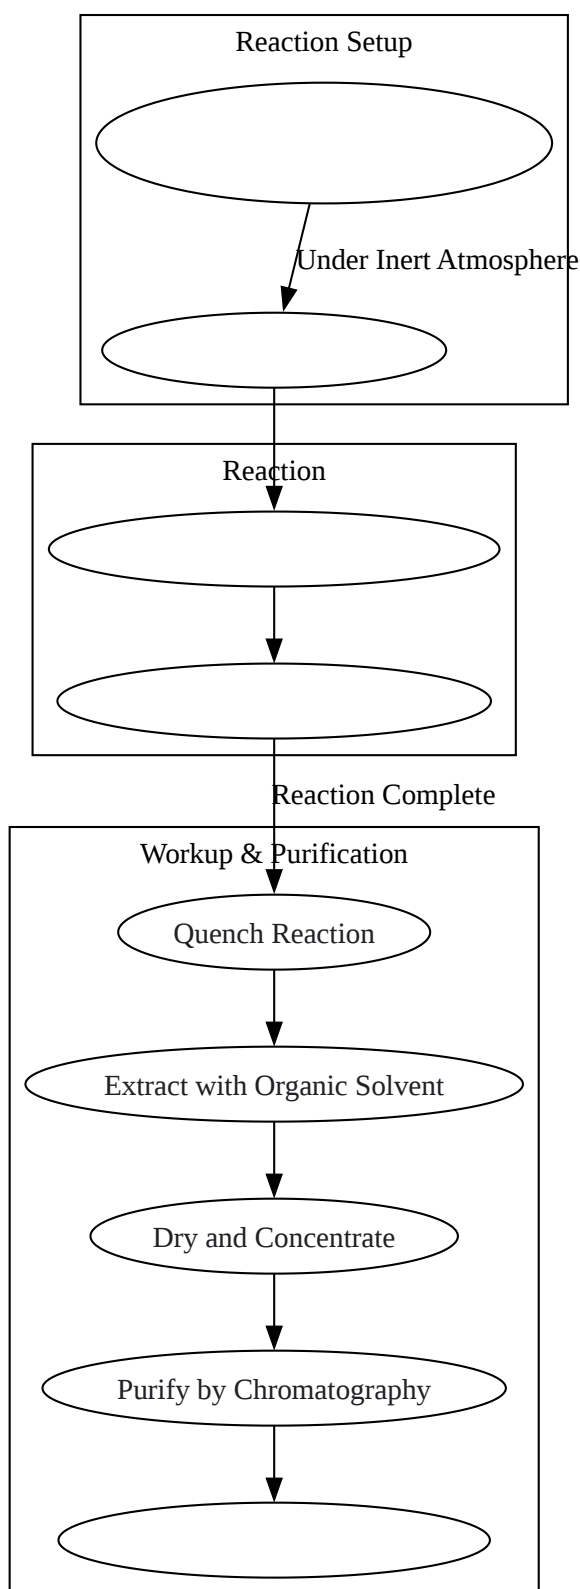 Reaction Setup
Under Inert Atmosphere
Reaction
Reaction Complete
Workup & Purification
Quench Reaction
Extract with Organic Solvent
Dry and Concentrate
Purify by Chromatography